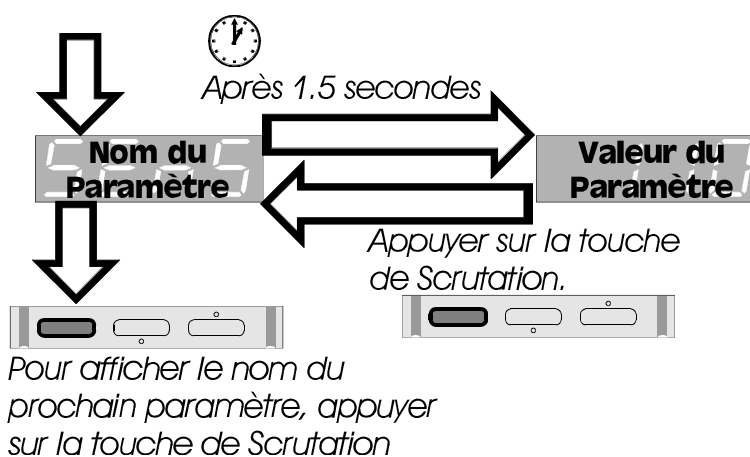 Après 1.5 secondes
Nom du
Paramètre
Valeur du
Paramètre
Appuyer sur la touche
de Scrutation.
Pour afficher le nom du
prochain paramètre, appuyer
sur la touche de Scrutation